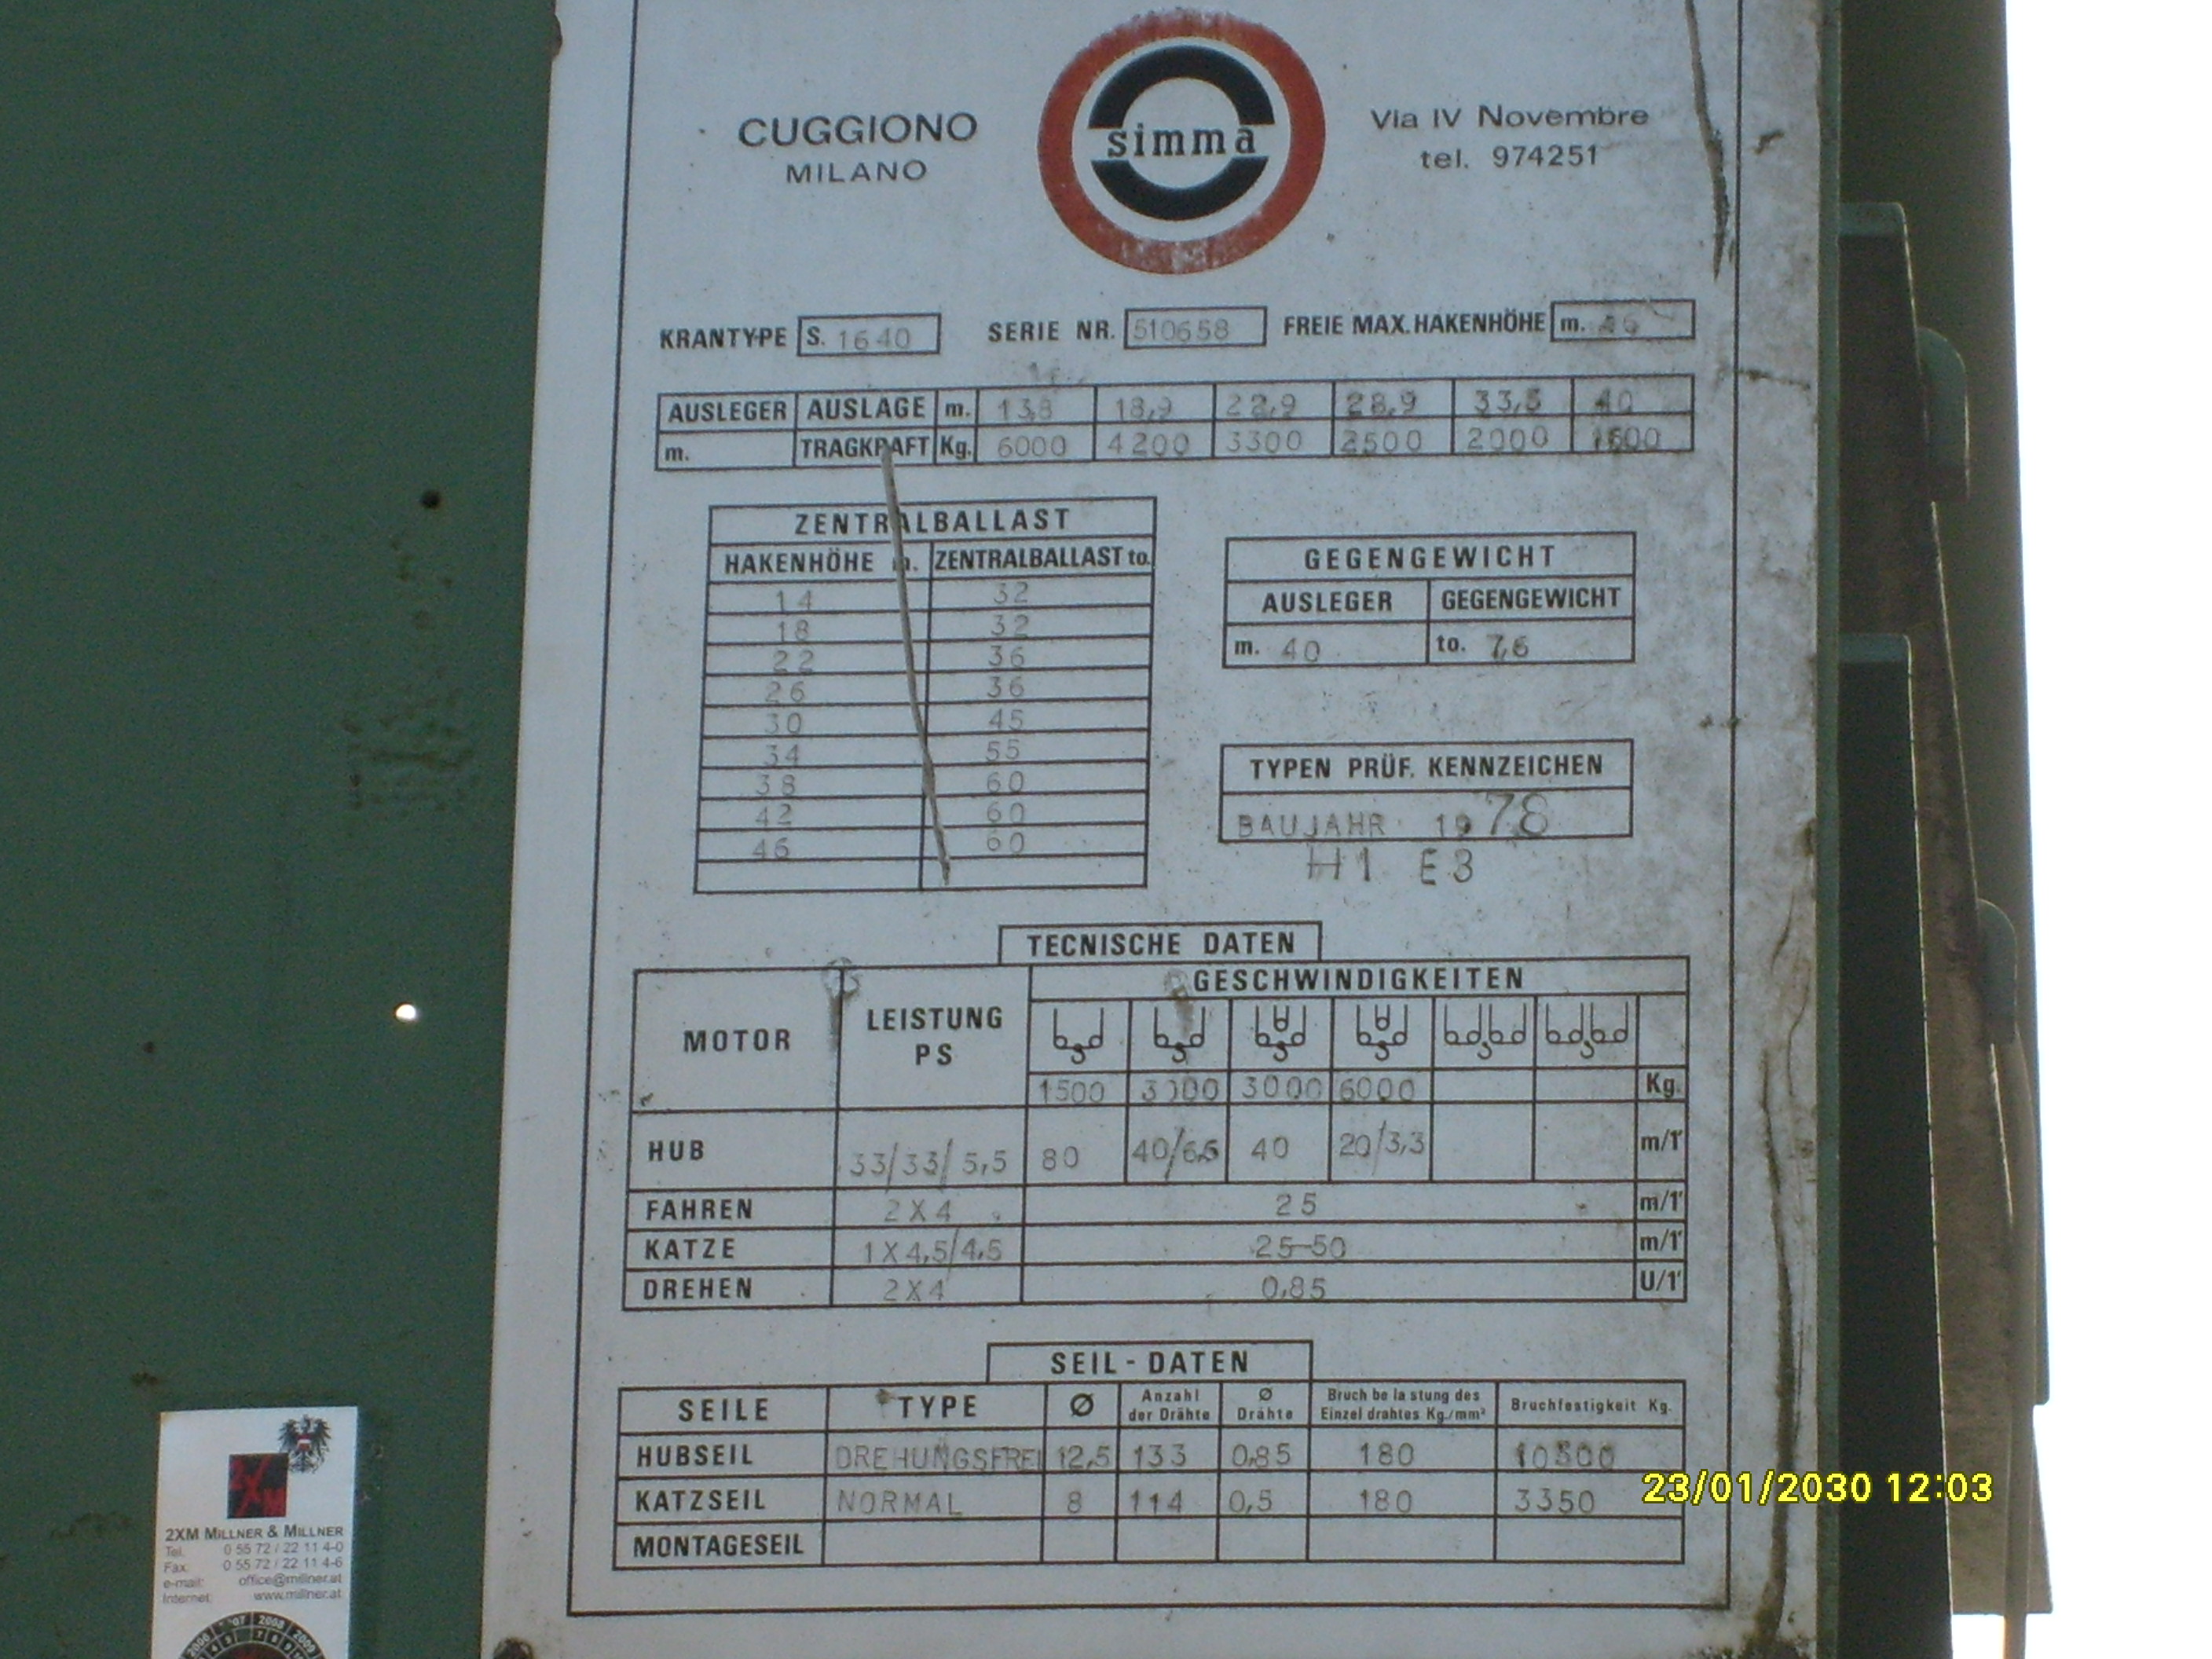 CUGGIONO
MILANO
simma
Via IV Novembre
tel. 974251
KRANTYPE S. 1640 SERIE NR. 510658 FREIE MAX. HAKENHÖHE m. 46
AUSLEGER AUSLAGE m. 13,8 18,9 22,9 28,9 33,5 40
m. TRAGKRAFT Kg. 6000 4200 3300 2500 2000 1600
ZENTRALBALLAST
HAKENHÖHE m. ZENTRALBALLAST to.
14 32
18 32
22 36
26 36
30 45
34 55
38 60
42 60
46 60
GEGENGEWICHT
AUSLEGER GEGENGEWICHT
m. 40 to. 7,6
TYPEN PRÜF. KENNZEICHEN
BAUJAHR 1978
H1 E3
TECNISCHE DATEN
MOTOR LEISTUNG PS GESCHWINDIGKEITEN
1500 3000 3000 6000 Kg.
HUB 33/33/5,5 80 40/6,5 40 20/3,3 m/1'
FAHREN 2X4 25 m/1'
KATZE 1X4,5/4,5 25-50 m/1'
DREHEN 2X4 0,85 U/1'
SEIL - DATEN
SEILE TYPE Ø Anzahl der Drähte Ø Drähte Bruch be la stung des Einzel drahtes Kg./mm² Bruchfestigkeit Kg.
HUBSEIL DREHUNGSFREI 12,5 133 0,85 180 10300
KATZSEIL NORMAL 8 114 0,5 180 3350
MONTAGESEIL
23/01/2030 12:03
2XM
2XM MILLNER & MILLNER
Tel. 0 55 72 / 22 11 4-0
Fax: 0 55 72 / 22 11 4-6
e-mail: office@millner.at
Internet: www.millner.at
2006 2007 2008 2009